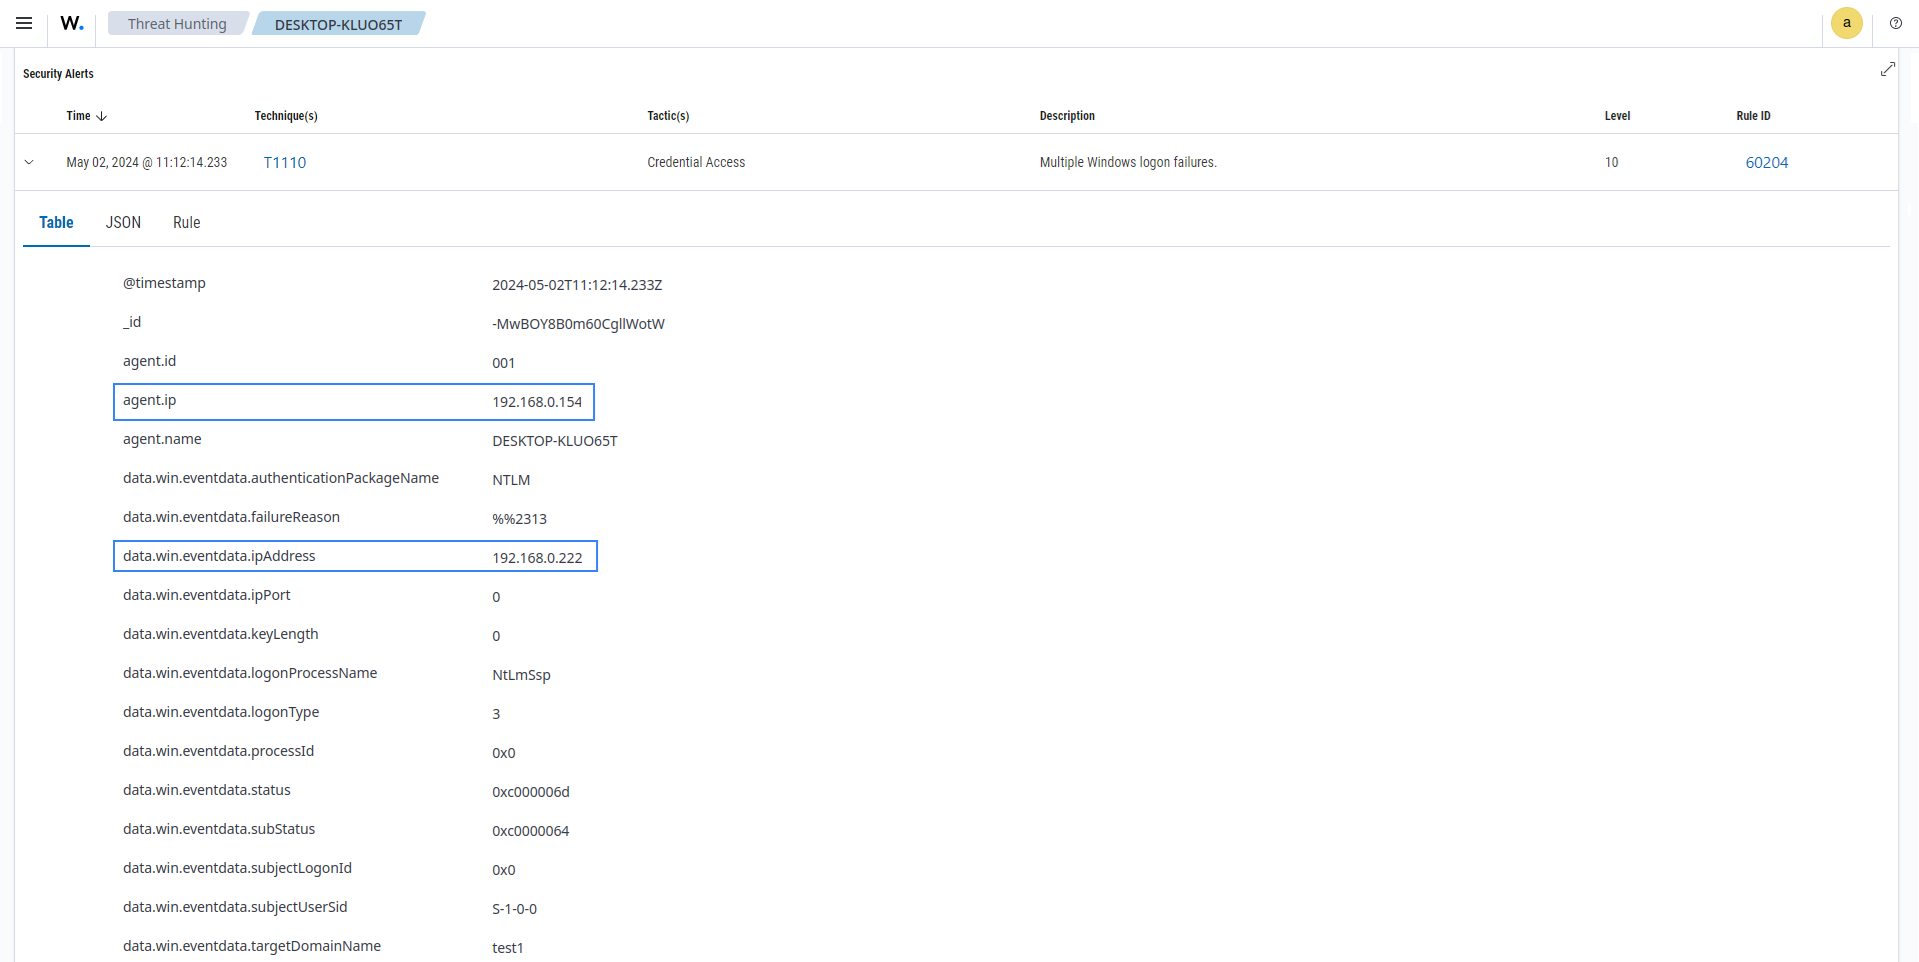 W. Threat Hunting DESKTOP-KLUO65T a
Security Alerts
Time Technique(s) Tactic(s) Description Level Rule ID
May 02, 2024 @ 11:12:14.233 T1110 Credential Access Multiple Windows logon failures. 10 60204
Table JSON Rule
@timestamp 2024-05-02T11:12:14.233Z
_id -MwBOY8B0m60CgllWotW
agent.id 001
agent.ip 192.168.0.154
agent.name DESKTOP-KLUO65T
data.win.eventdata.authenticationPackageName NTLM
data.win.eventdata.failureReason %%2313
data.win.eventdata.ipAddress 192.168.0.222
data.win.eventdata.ipPort 0
data.win.eventdata.keyLength 0
data.win.eventdata.logonProcessName NtLmSsp
data.win.eventdata.logonType 3
data.win.eventdata.processId 0x0
data.win.eventdata.status 0xc000006d
data.win.eventdata.subStatus 0xc0000064
data.win.eventdata.subjectLogonId 0x0
data.win.eventdata.subjectUserSid S-1-0-0
data.win.eventdata.targetDomainName test1